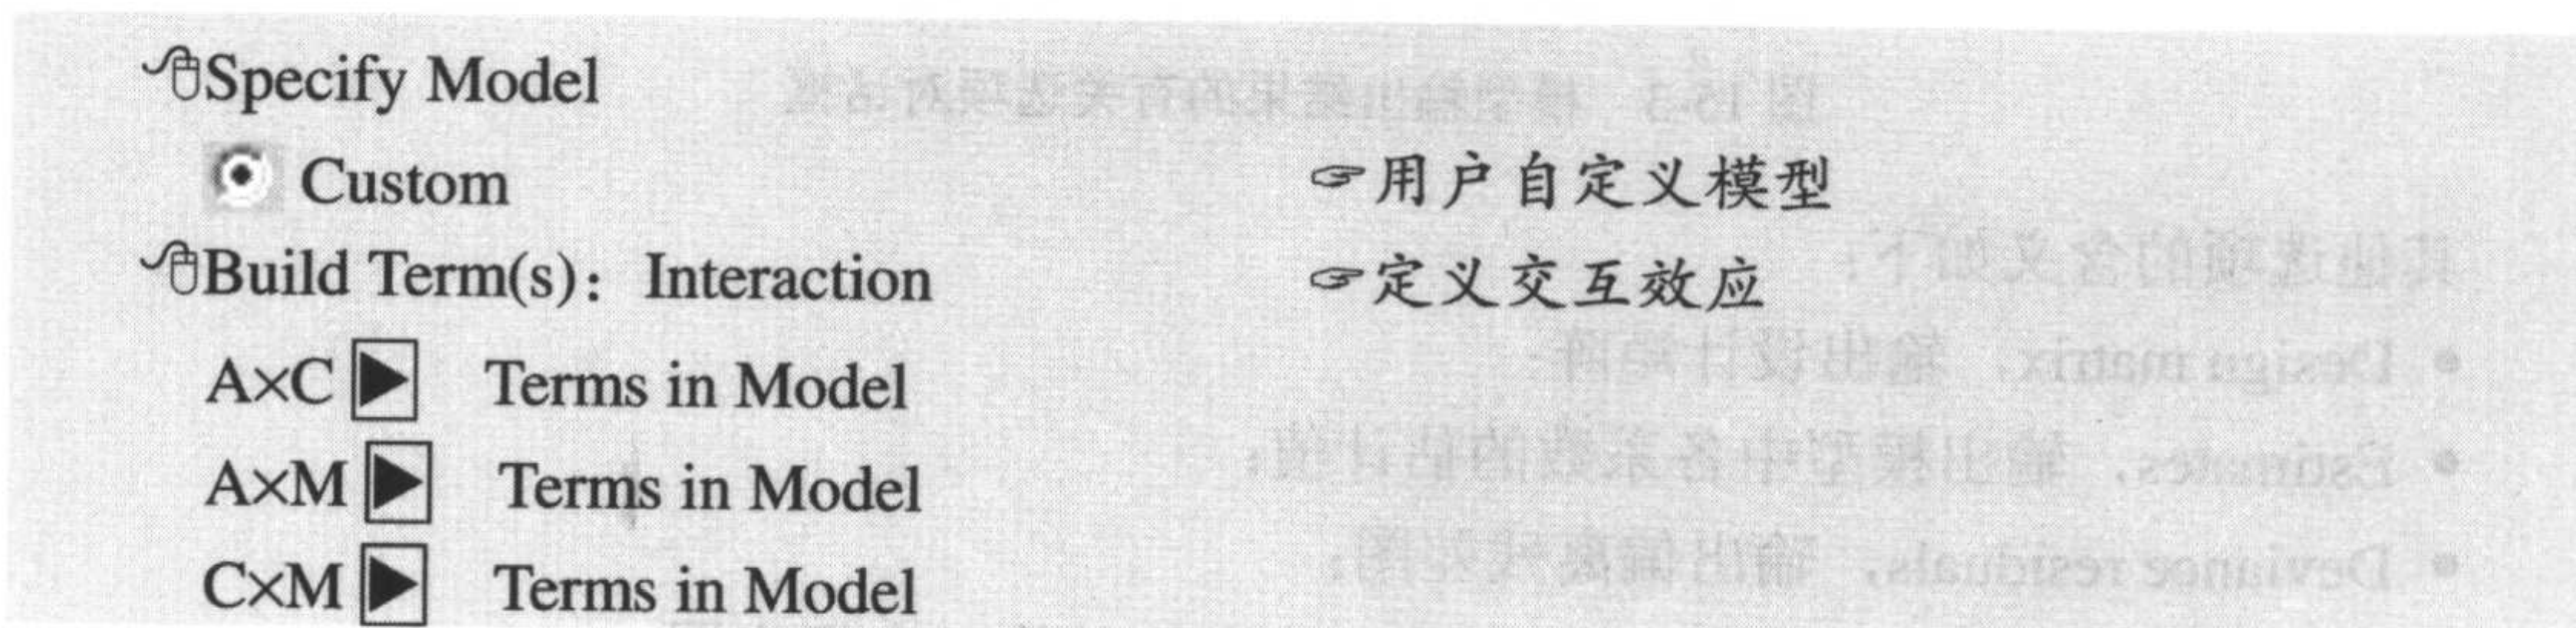 Specify Model
Custom ☞用户自定义模型
Build Term(s)： Interaction ☞定义交互效应
A×C ▶ Terms in Model
A×M ▶ Terms in Model
C×M ▶ Terms in Model